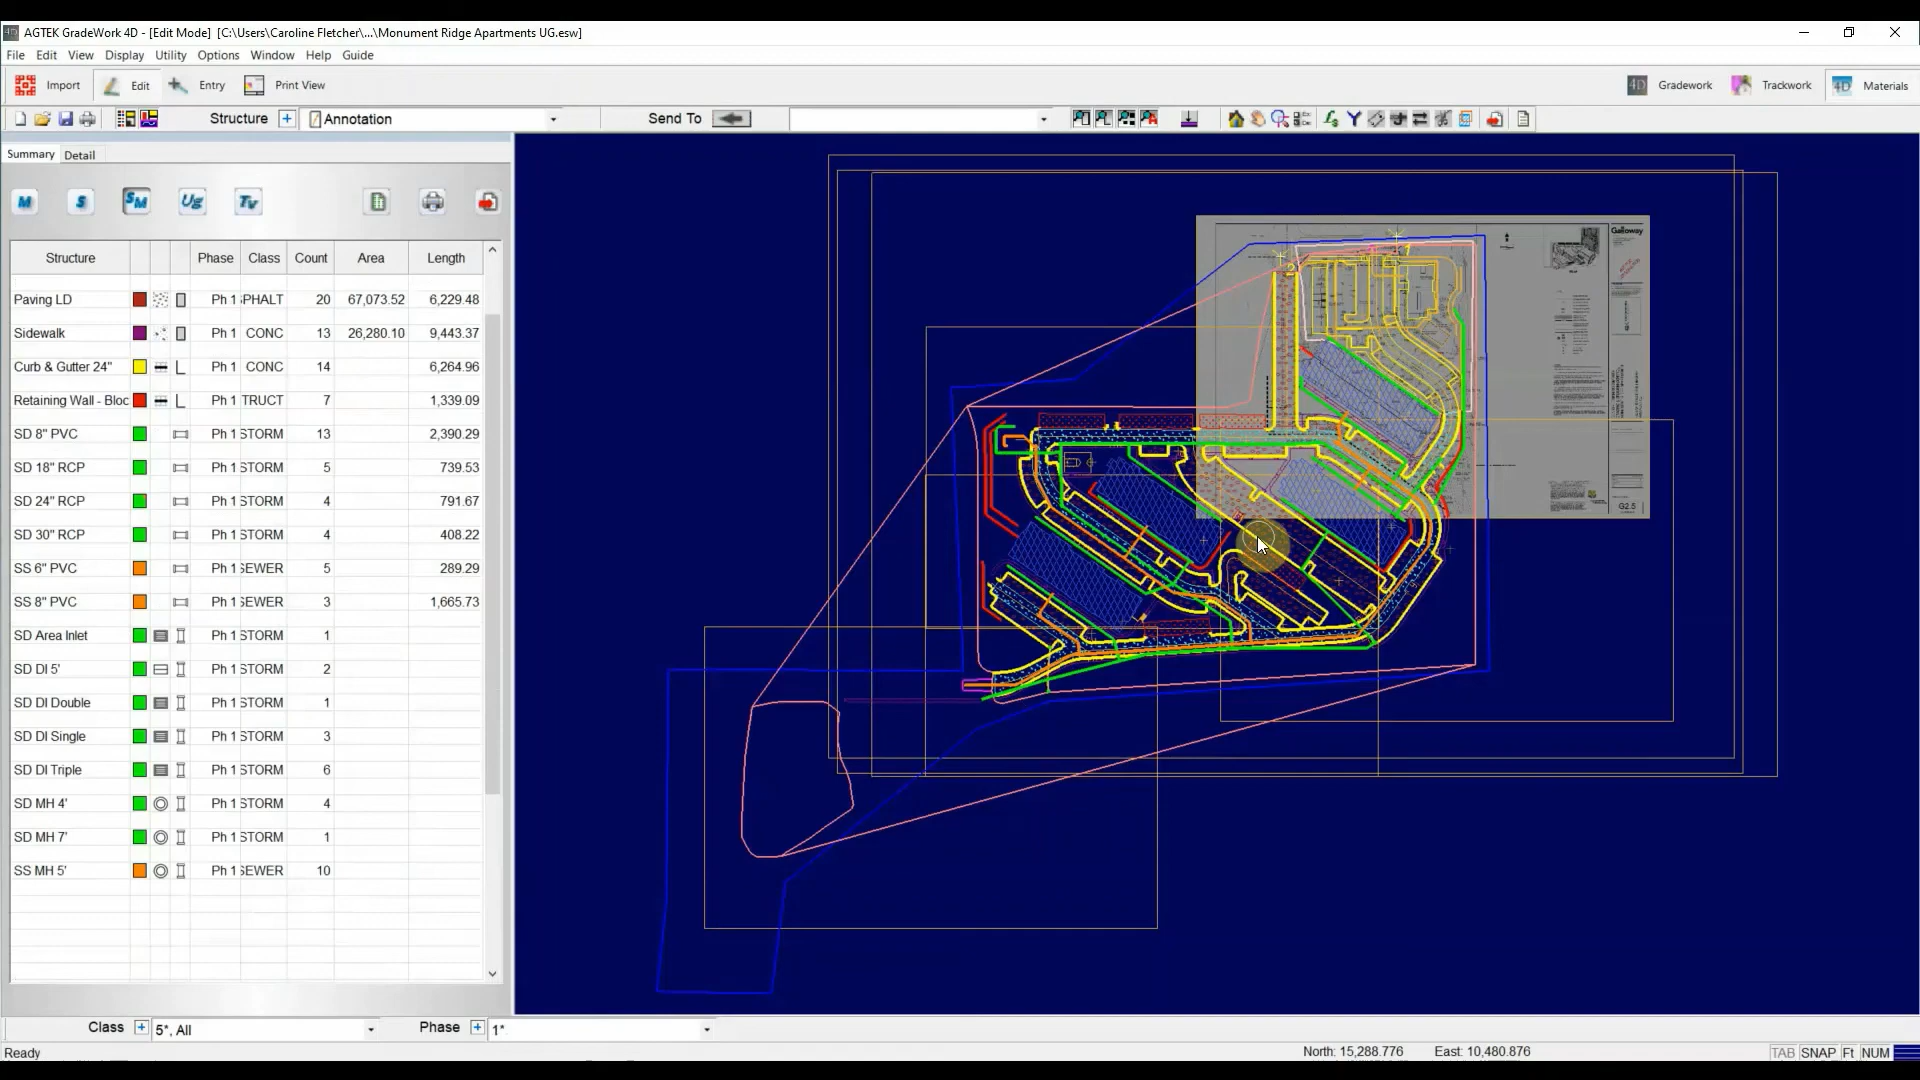 AGTEK GradeWork 4D - [Edit Mode]  [C:\Users\Caroline Fletcher\...\Monument Ridge Apartments UG.esw]
File Edit View Display Utility Options Window Help Guide
Import Edit Entry Print View 4D Gradework Trackwork 4D Materials
Structure + Annotation Send To
Summary Detail
M S SM Ug Tv
Structure Phase Class Count Area Length
Paving LD Ph 1 SPHALT 20 67,073.52 6,229.48
Sidewalk Ph 1 CONC 13 26,280.10 9,443.37
Curb & Gutter 24" Ph 1 CONC 14 6,264.96
Retaining Wall - Bloc Ph 1 TRUCT 7 1,339.09
SD 8" PVC Ph 1 STORM 13 2,390.29
SD 18" RCP Ph 1 STORM 5 739.53
SD 24" RCP Ph 1 STORM 4 791.67
SD 30" RCP Ph 1 STORM 4 408.22
SS 6" PVC Ph 1 SEWER 5 289.29
SS 8" PVC Ph 1 SEWER 3 1,665.73
SD Area Inlet Ph 1 STORM 1
SD DI 5' Ph 1 STORM 2
SD DI Double Ph 1 STORM 1
SD DI Single Ph 1 STORM 3
SD DI Triple Ph 1 STORM 6
SD MH 4' Ph 1 STORM 4
SD MH 7' Ph 1 STORM 1
SS MH 5' Ph 1 SEWER 10
Galloway
G2.5
Class + 5*, All Phase + 1*
Ready North: 15,288.776 East: 10,480.876 TAB SNAP Ft NUM